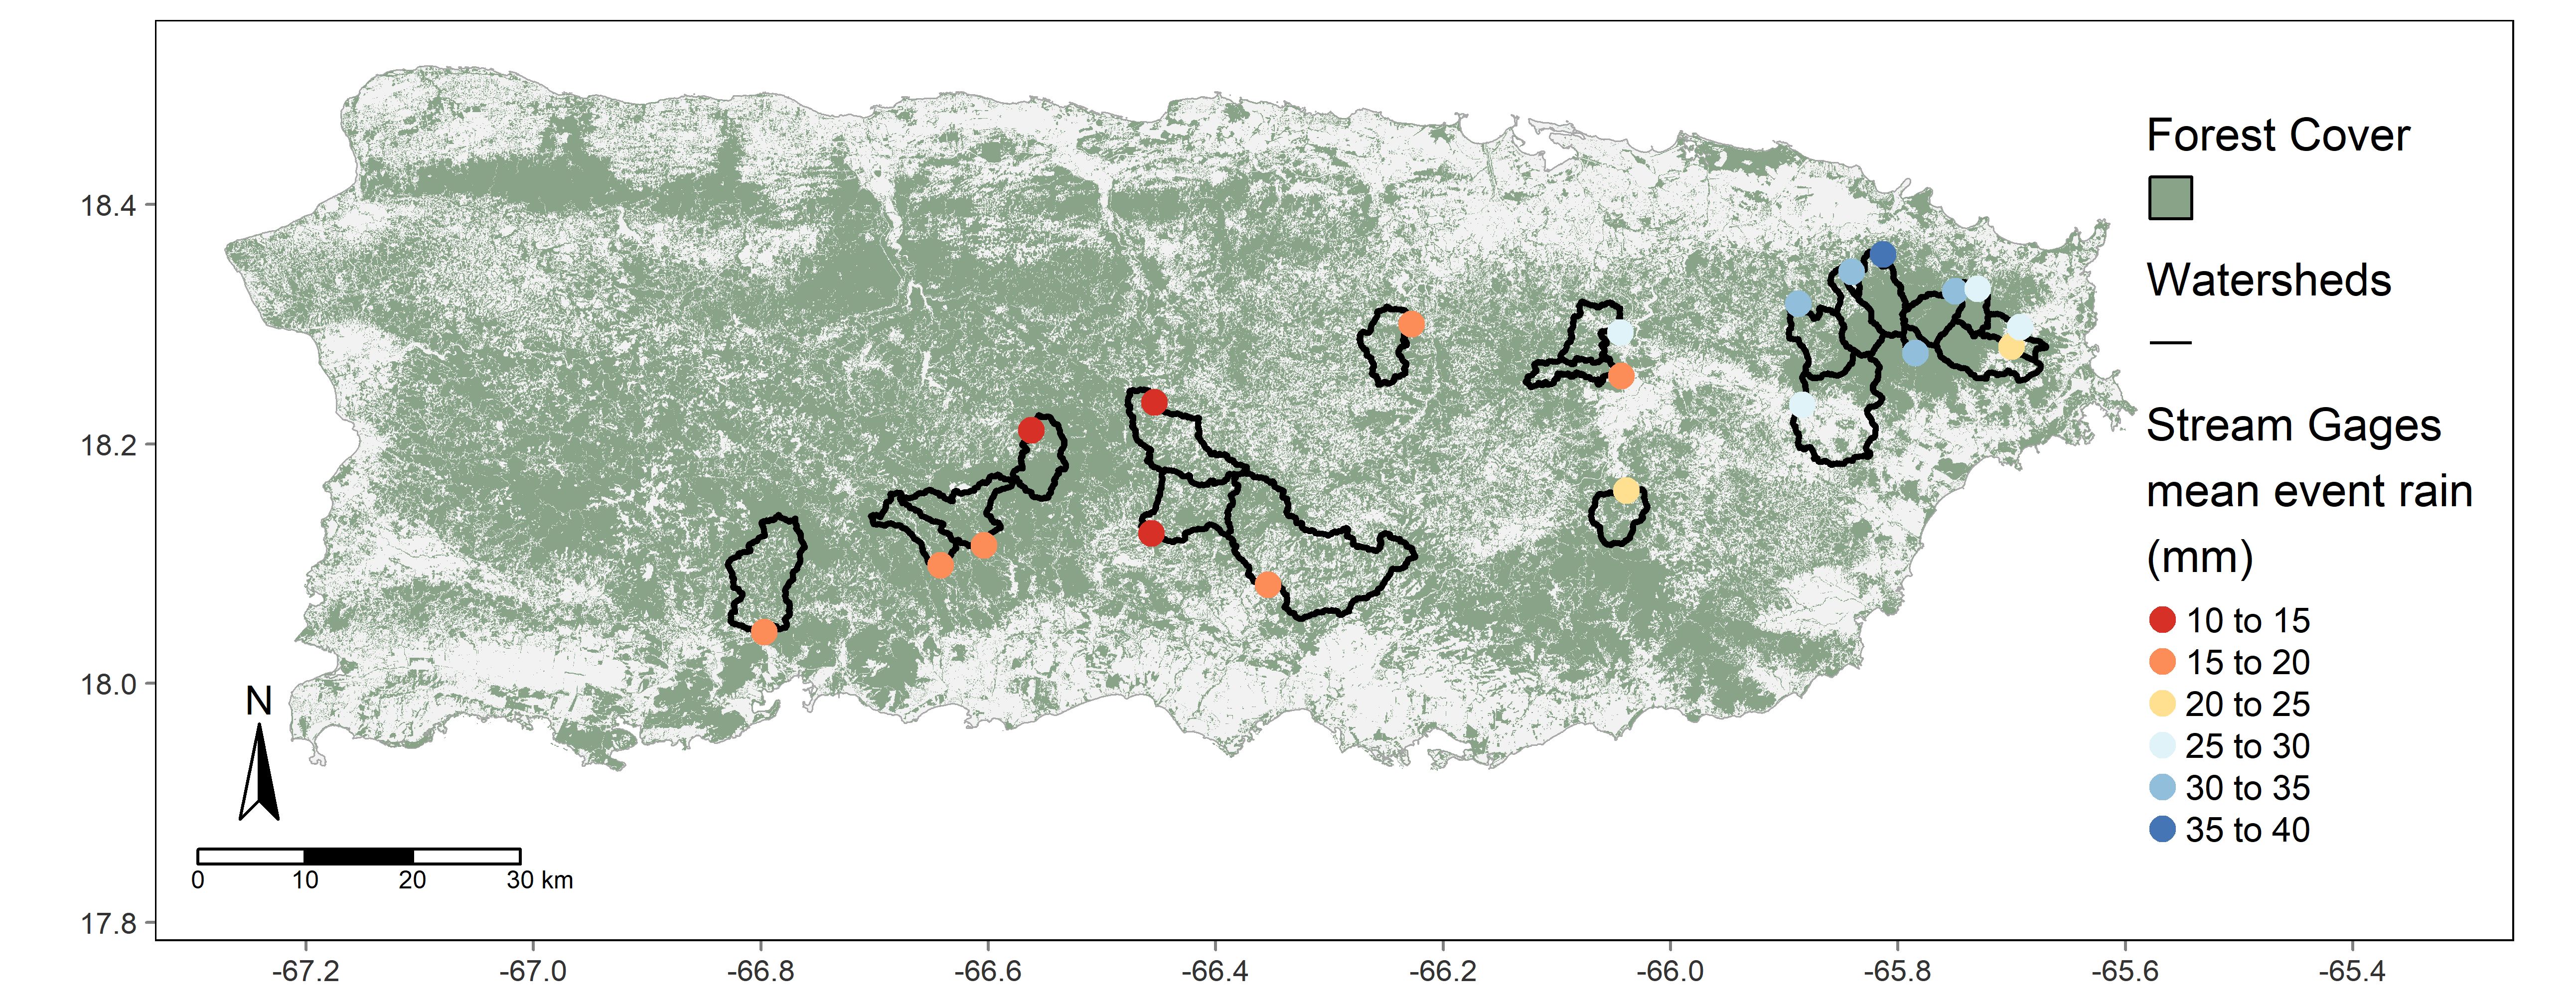 Forest Cover
Watersheds
Stream Gages
mean event rain
(mm)
10 to 15
15 to 20
20 to 25
25 to 30
30 to 35
35 to 40
18.4
18.2
18.0
17.8
N
0 10 20 30 km
-67.2 -67.0 -66.8 -66.6 -66.4 -66.2 -66.0 -65.8 -65.6 -65.4